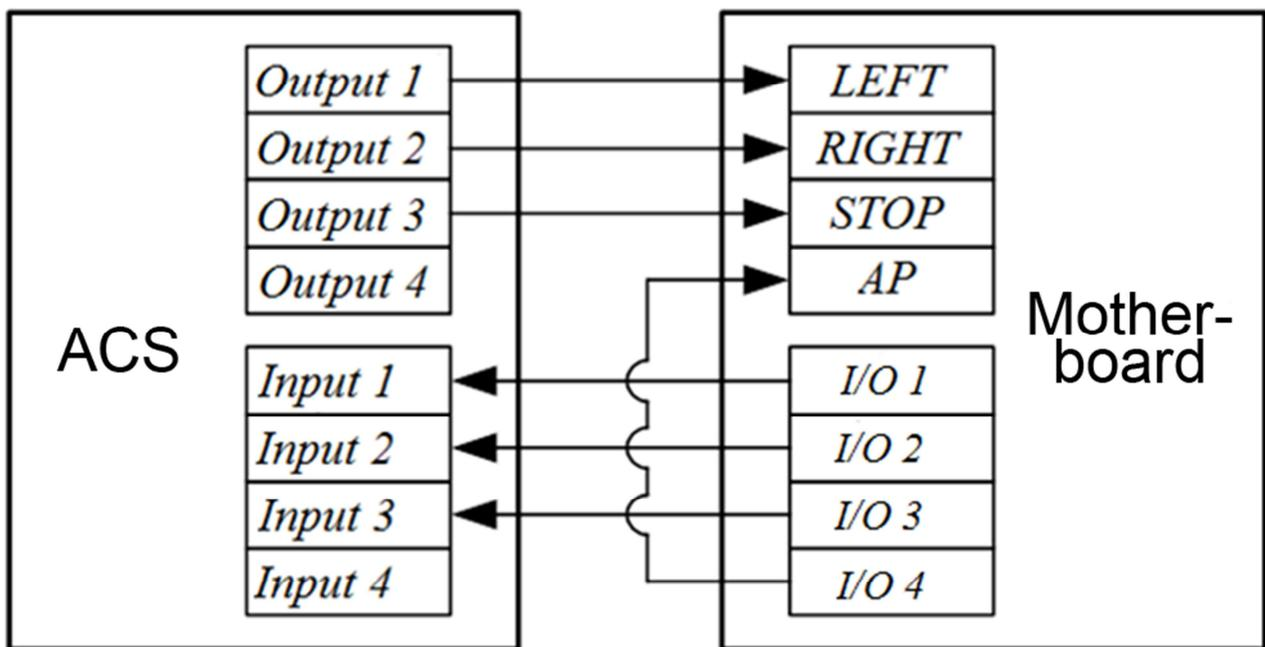 ACS
Output 1
Output 2
Output 3
Output 4
Input 1
Input 2
Input 3
Input 4
LEFT
RIGHT
STOP
AP
I/O 1
I/O 2
I/O 3
I/O 4
Mother-
board